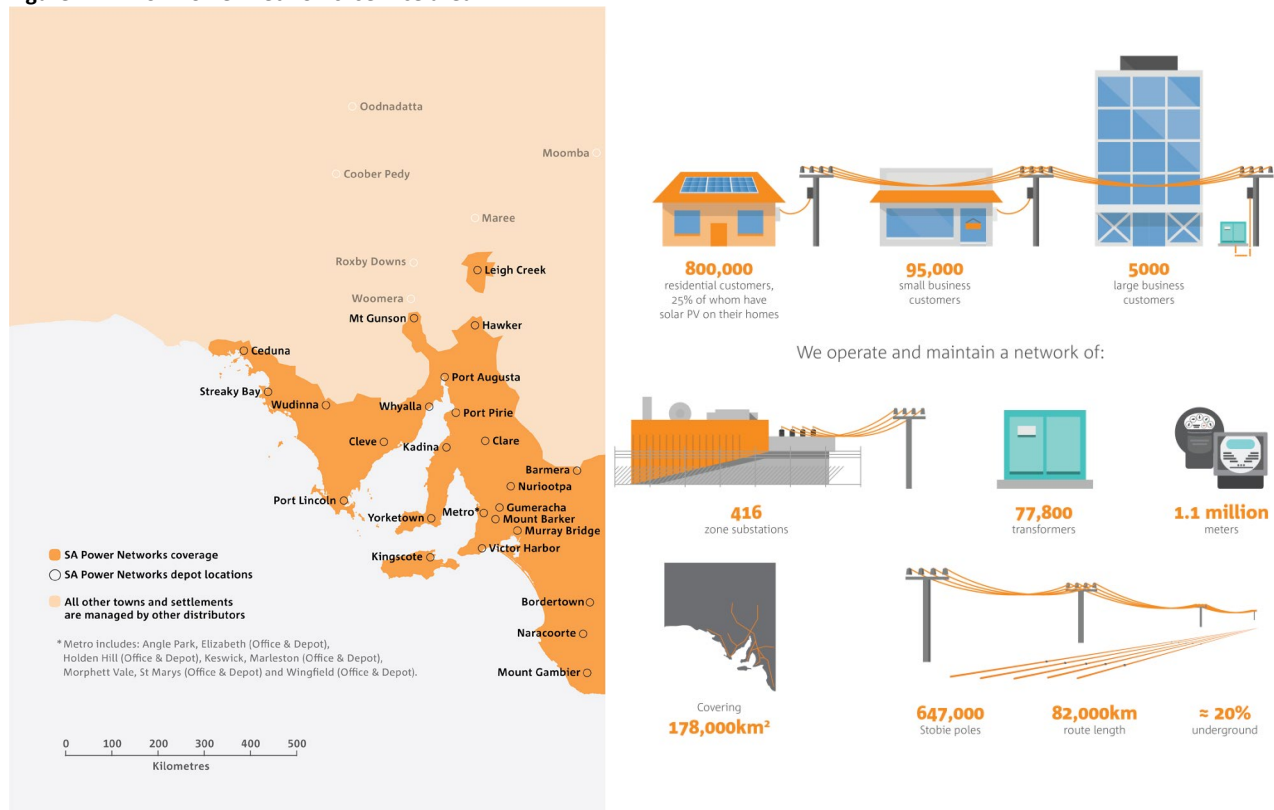 Oodnadatta
Moomba
Coober Pedy
Maree
Roxby Downs
Leigh Creek
Woomera
Mt Gunson
Hawker
Ceduna
Port Augusta
Streaky Bay
Wudinna
Whyalla
Port Pirie
Cleve
Kadina
Clare
Barmera
Nuriootpa
Port Lincoln
Yorketown
Metro*
Gumeracha
Mount Barker
Murray Bridge
Victor Harbor
Kingscote
Bordertown
Naracoorte
Mount Gambier
SA Power Networks coverage
SA Power Networks depot locations
All other towns and settlements
are managed by other distributors
* Metro includes: Angle Park, Elizabeth (Office & Depot),
Holden Hill (Office & Depot), Keswick, Marleston (Office & Depot),
Morphett Vale, St Marys (Office & Depot) and Wingfield (Office & Depot).
0 100 200 300 400 500
Kilometres
800,000
residential customers,
25% of whom have
solar PV on their homes
95,000
small business
customers
5000
large business
customers
We operate and maintain a network of:
416
zone substations
77,800
transformers
1.1 million
meters
Covering
178,000km²
647,000
Stobie poles
82,000km
route length
≈ 20%
underground